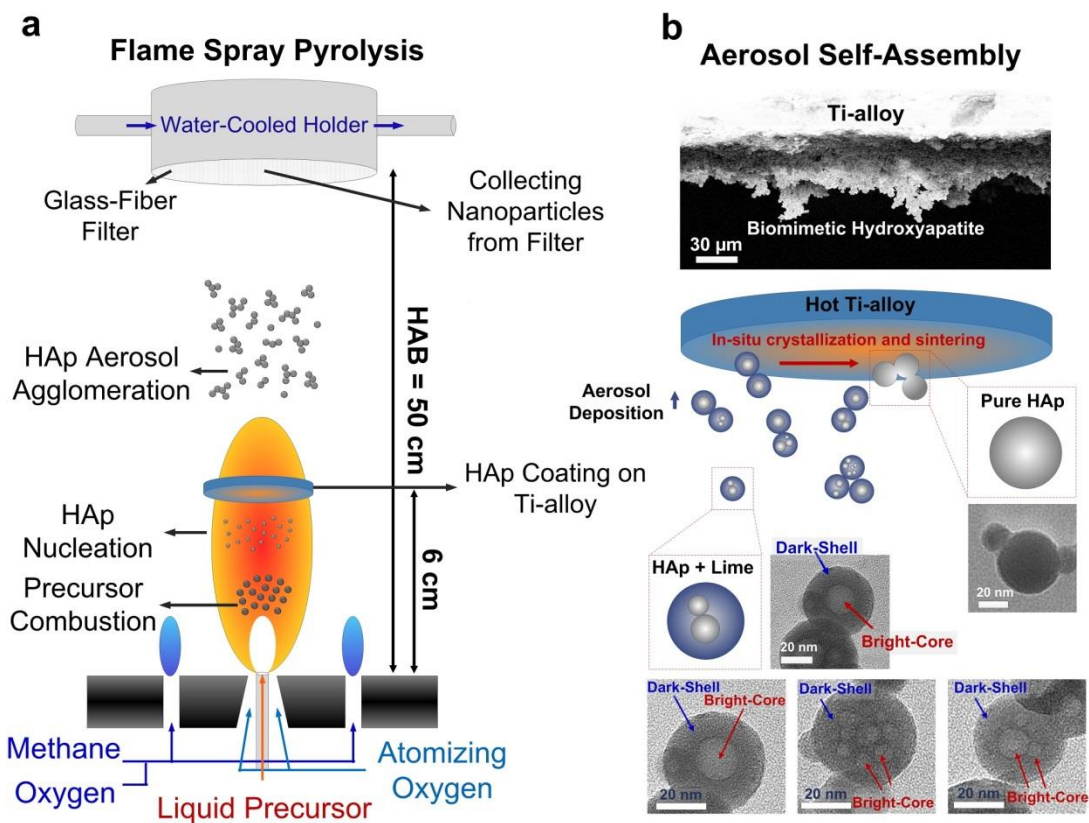 a
Flame Spray Pyrolysis
Water-Cooled Holder
Glass-Fiber
Filter
Collecting
Nanoparticles
from Filter
HAp Aerosol
Agglomeration
HAB = 50 cm
HAp Coating on
Ti-alloy
HAp
Nucleation
6 cm
Precursor
Combustion
Methane
Oxygen
Atomizing
Oxygen
Liquid Precursor
b
Aerosol Self-Assembly
Ti-alloy
Biomimetic Hydroxyapatite
30 µm
Hot Ti-alloy
In-situ crystallization and sintering
Aerosol
Deposition
Pure HAp
20 nm
HAp + Lime
Dark-Shell
Bright-Core
20 nm
Dark-Shell
Bright-Core
20 nm
Dark-Shell
Bright-Core
20 nm
Dark-Shell
Bright-Core
20 nm